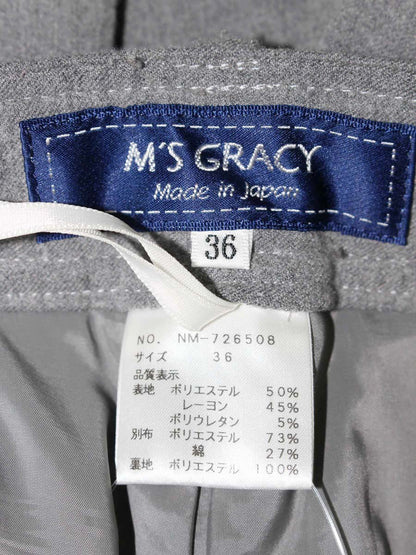 M'S GRACY
Made in Japan
36
NO. NM-726508
サイズ 36
品質表示
表地 ポリエステル 50%
レーヨン 45%
ポリウレタン 5%
別布 ポリエステル 73%
綿 27%
裏地 ポリエステル 100%